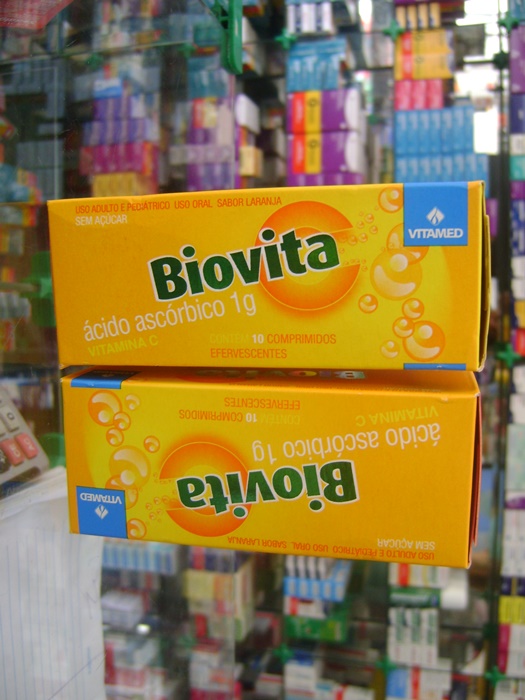 USO ADULTO E PEDIÁTRICO USO ORAL SABOR LARANJA
SEM AÇÚCAR
VITAMED
Biovita
ácido ascórbico 1g
VITAMINA C
CONTÉM 10 COMPRIMIDOS
EFERVESCENTES
USO ADULTO E PEDIÁTRICO USO ORAL SABOR LARANJA
SEM AÇÚCAR
VITAMED
Biovita
ácido ascórbico 1g
VITAMINA C
CONTÉM 10 COMPRIMIDOS
EFERVESCENTES